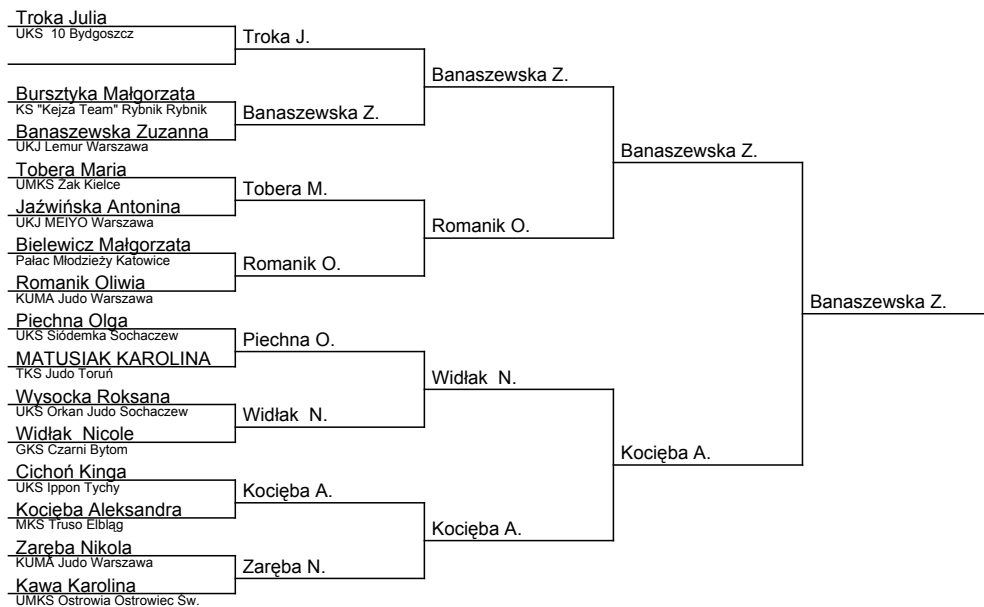 Troka Julia
UKS 10 Bydgoszcz
Bursztyka Małgorzata
KS "Kejza Team" Rybnik Rybnik
Banaszewska Zuzanna
UKJ Lemur Warszawa
Tobera Maria
UMKS Żak Kielce
Jaźwińska Antonina
UKJ MEIYO Warszawa
Bielewicz Małgorzata
Pałac Młodzieży Katowice
Romanik Oliwia
KUMA Judo Warszawa
Piechna Olga
UKS Siódemka Sochaczew
MATUSIAK KAROLINA
TKS Judo Toruń
Wysocka Roksana
UKS Orkan Judo Sochaczew
Widłak Nicole
GKS Czarni Bytom
Cichoń Kinga
UKS Ippon Tychy
Kocięba Aleksandra
MKS Truso Elbląg
Zaręba Nikola
KUMA Judo Warszawa
Kawa Karolina
UMKS Ostrowia Ostrowiec Św.
Troka J.
Banaszewska Z.
Tobera M.
Romanik O.
Piechna O.
Widłak N.
Kocięba A.
Zaręba N.
Banaszewska Z.
Romanik O.
Widłak N.
Kocięba A.
Banaszewska Z.
Kocięba A.
Banaszewska Z.